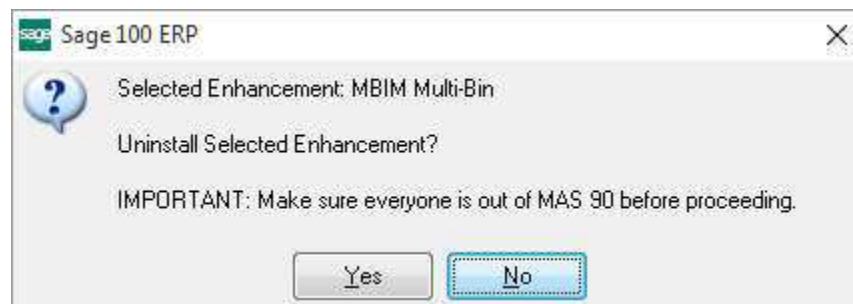 sage Sage 100 ERP
Selected Enhancement: MBIM Multi-Bin
Uninstall Selected Enhancement?
IMPORTANT: Make sure everyone is out of MAS 90 before proceeding.
Yes No